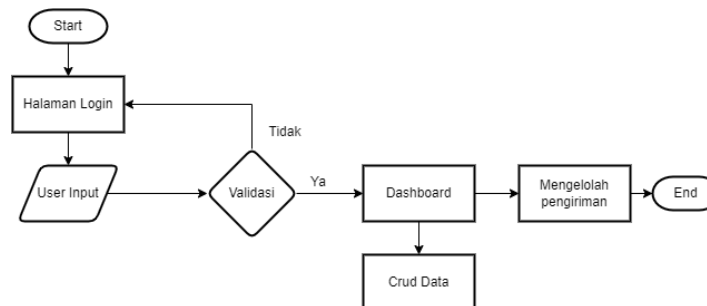 Start
Halaman Login
Tidak
User Input
Validasi
Ya
Dashboard
Mengelolah
pengiriman
End
Crud Data